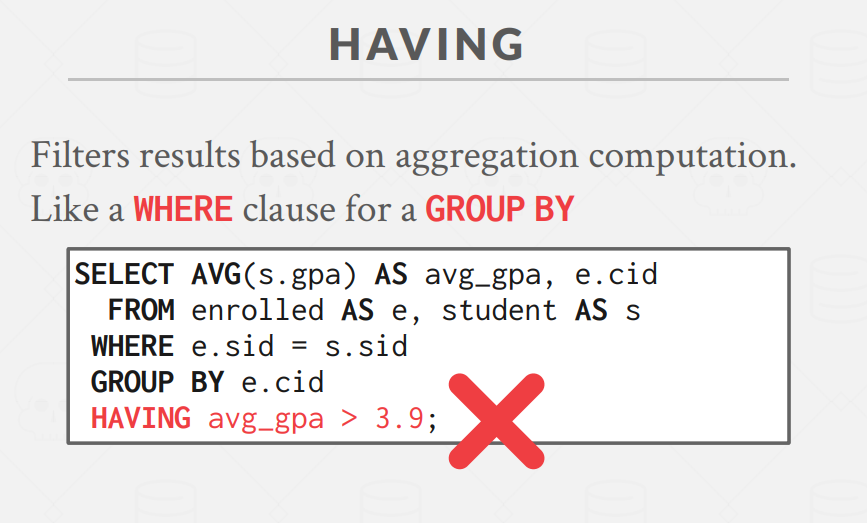 HAVING
Filters results based on aggregation computation.
Like a WHERE clause for a GROUP BY
SELECT AVG(s.gpa) AS avg_gpa, e.cid
FROM enrolled AS e, student AS s
WHERE e.sid = s.sid
GROUP BY e.cid
HAVING avg_gpa > 3.9;